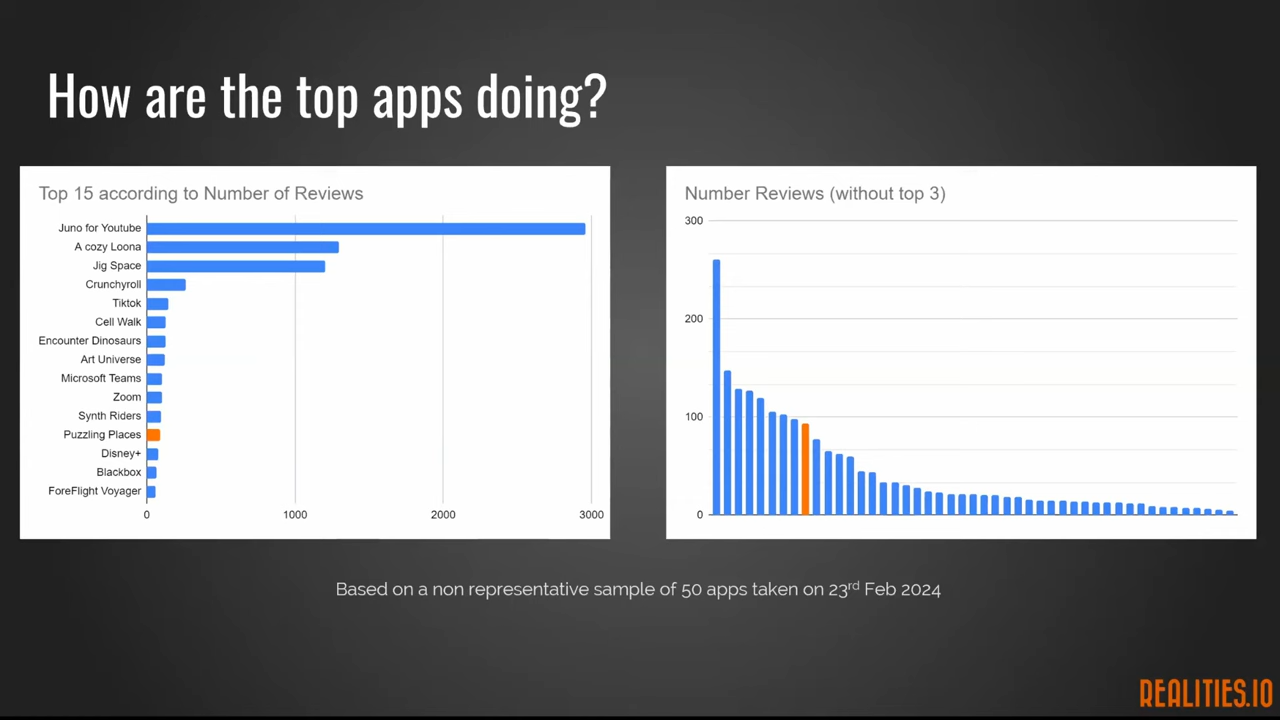 How are the top apps doing?
Top 15 according to Number of Reviews
Juno for Youtube
A cozy Loona
Jig Space
Crunchyroll
Tiktok
Cell Walk
Encounter Dinosaurs
Art Universe
Microsoft Teams
Zoom
Synth Riders
Puzzling Places
Disney+
Blackbox
ForeFlight Voyager
0 1000 2000 3000
Number Reviews (without top 3)
300
200
100
0
Based on a non representative sample of 50 apps taken on 23rd Feb 2024
REALITIES.IO